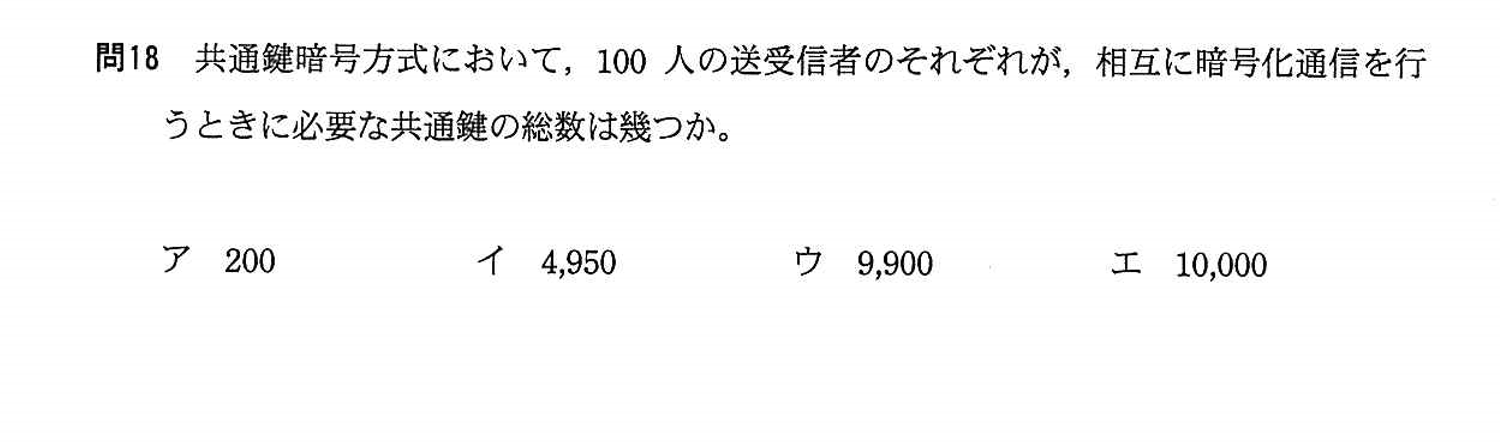 問18　共通鍵暗号方式において，100 人の送受信者のそれぞれが，相互に暗号化通信を行
うときに必要な共通鍵の総数は幾つか。
ア　200　イ　4,950　ウ　9,900　エ　10,000